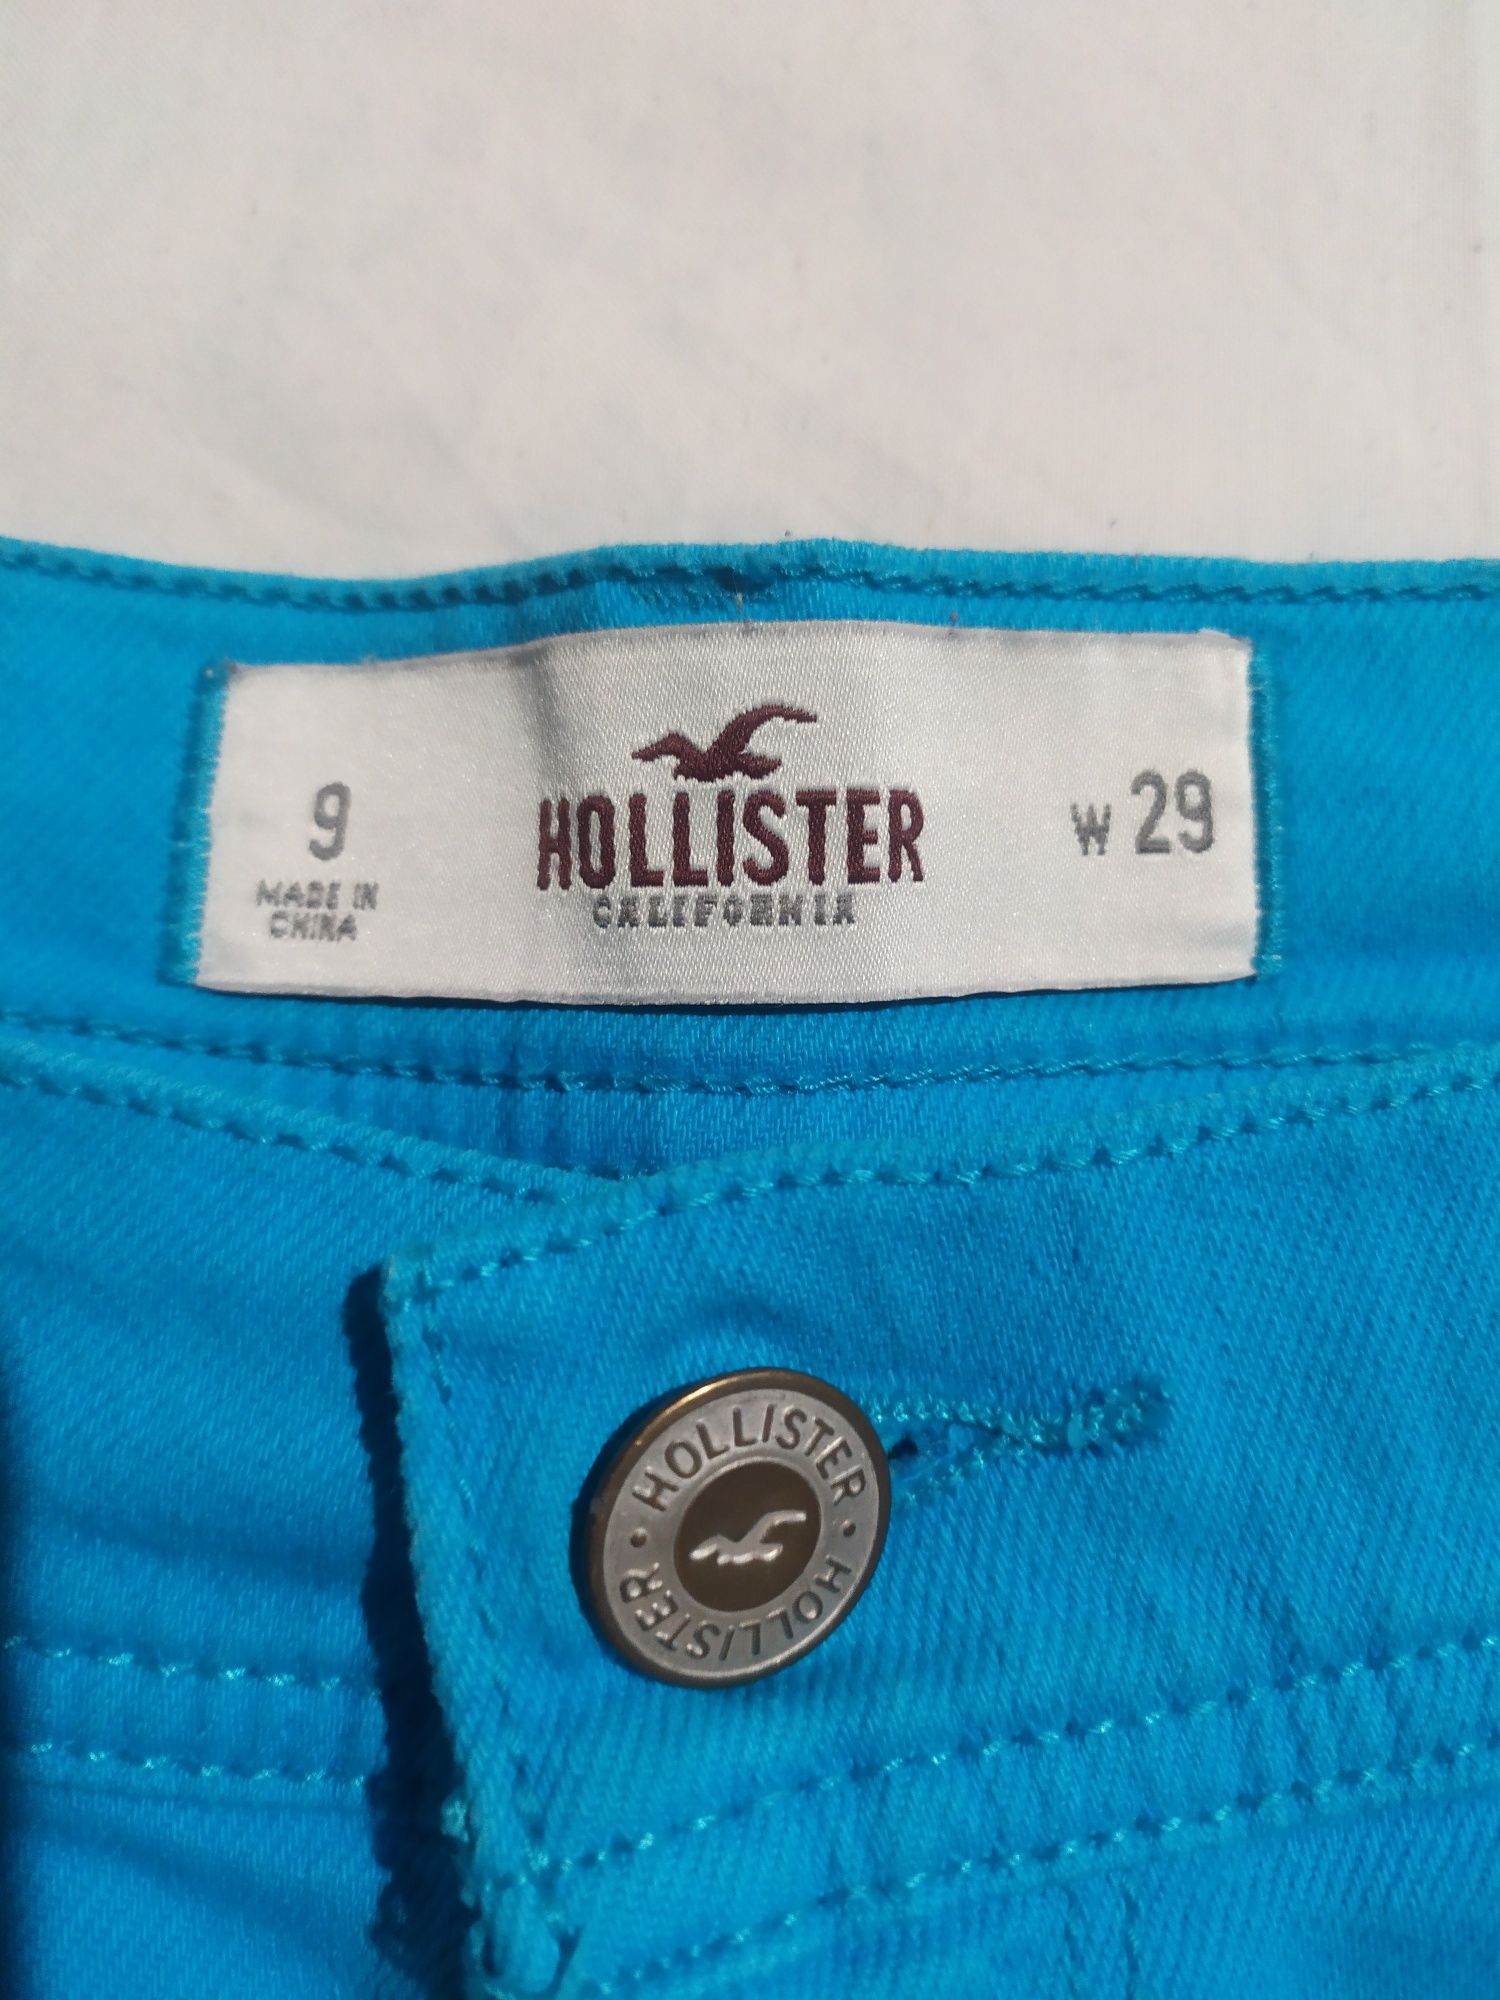 9
MADE IN
CHINA
HOLLISTER
CALIFORNIA
W 29
HOLLISTER • HOLLISTER •